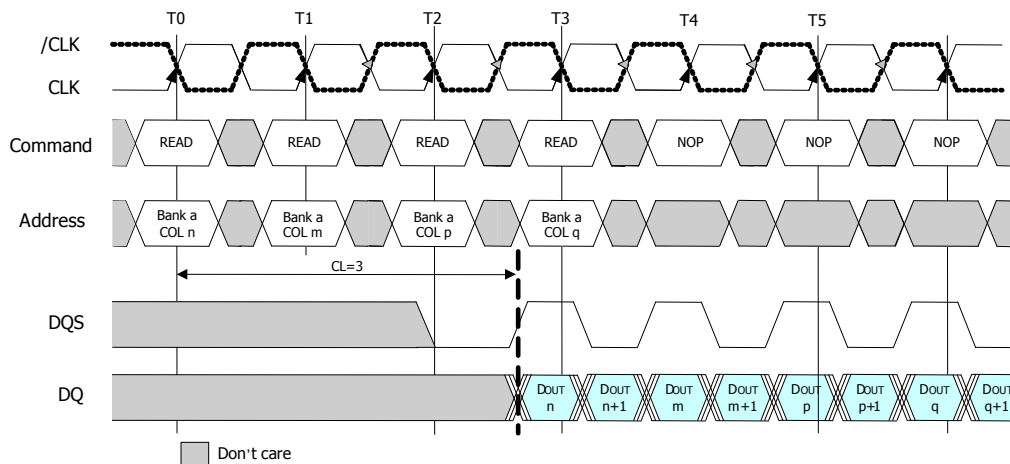 T0 T1 T2 T3 T4 T5
/CLK
CLK
Command READ READ READ READ NOP NOP NOP
Address Bank a Bank a Bank a Bank a
COL n COL m COL p COL q
CL=3
DQS
DQ DOUT DOUT DOUT DOUT DOUT DOUT DOUT DOUT
n n+1 m m+1 p p+1 q q+1
Don't care